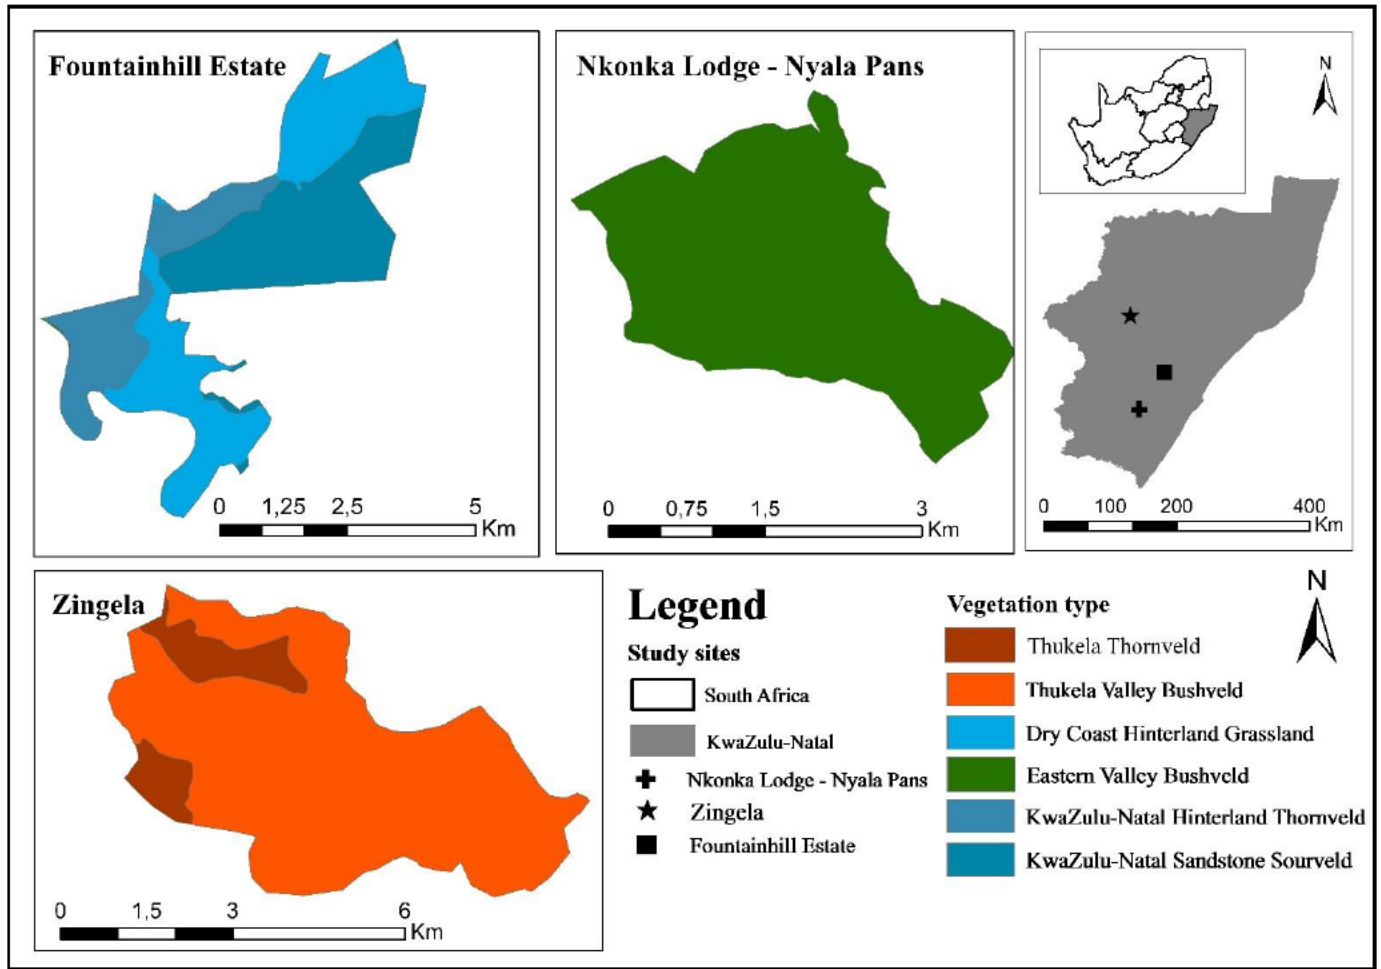 Fountainhill Estate
0 1,25 2,5 5
Km
Nkonka Lodge - Nyala Pans
0 0,75 1,5 3
Km
N
0 100 200 400
Km
Zingela
0 1,5 3 6
Km
Legend
Study sites
South Africa
KwaZulu-Natal
Nkonka Lodge - Nyala Pans
Zingela
Fountainhill Estate
Vegetation type
Thukela Thornveld
Thukela Valley Bushveld
Dry Coast Hinterland Grassland
Eastern Valley Bushveld
KwaZulu-Natal Hinterland Thornveld
KwaZulu-Natal Sandstone Sourveld
N